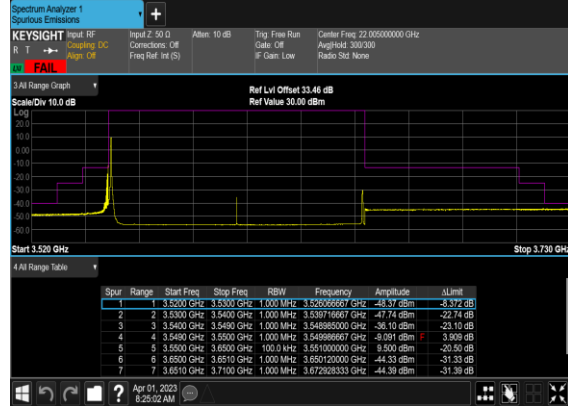 Spectrum Analyzer 1
Spurious Emissions
+
KEYSIGHT Input: RF Input Z: 50 Ω Atten: 10 dB Trig: Free Run Center Freq: 22.005000000 GHz
R T Coupling: DC Corrections: Off Gate: Off Avg|Hold: 300/300
Align: Off Freq Ref: Int (S) IF Gain: Low Radio Std: None
LW FAIL
3 All Range Graph Ref Lvl Offset 33.46 dB
Scale/Div 10.0 dB Ref Value 30.00 dBm
Log
20.0
10.0
0.00
-10.0
-20.0
-30.0
-40.0
-50.0
-60.0
Start 3.520 GHz Stop 3.730 GHz
4 All Range Table
Spur Range Start Freq Stop Freq RBW Frequency Amplitude ΔLimit
1 1 3.5200 GHz 3.5300 GHz 1.000 MHz 3.526066667 GHz -48.37 dBm -8.372 dB
2 2 3.5300 GHz 3.5400 GHz 1.000 MHz 3.539716667 GHz -47.74 dBm -22.74 dB
3 3 3.5400 GHz 3.5490 GHz 1.000 MHz 3.548985000 GHz -36.10 dBm -23.10 dB
4 4 3.5490 GHz 3.5500 GHz 1.000 MHz 3.549986667 GHz -9.091 dBm F 3.909 dB
5 5 3.5500 GHz 3.6500 GHz 100.0 kHz 3.551000000 GHz 9.500 dBm -20.50 dB
6 6 3.6500 GHz 3.6510 GHz 1.000 MHz 3.650120000 GHz -44.33 dBm -31.33 dB
7 7 3.6510 GHz 3.7100 GHz 1.000 MHz 3.672928333 GHz -44.39 dBm -31.39 dB
? Apr 01, 2023
8:25:02 AM